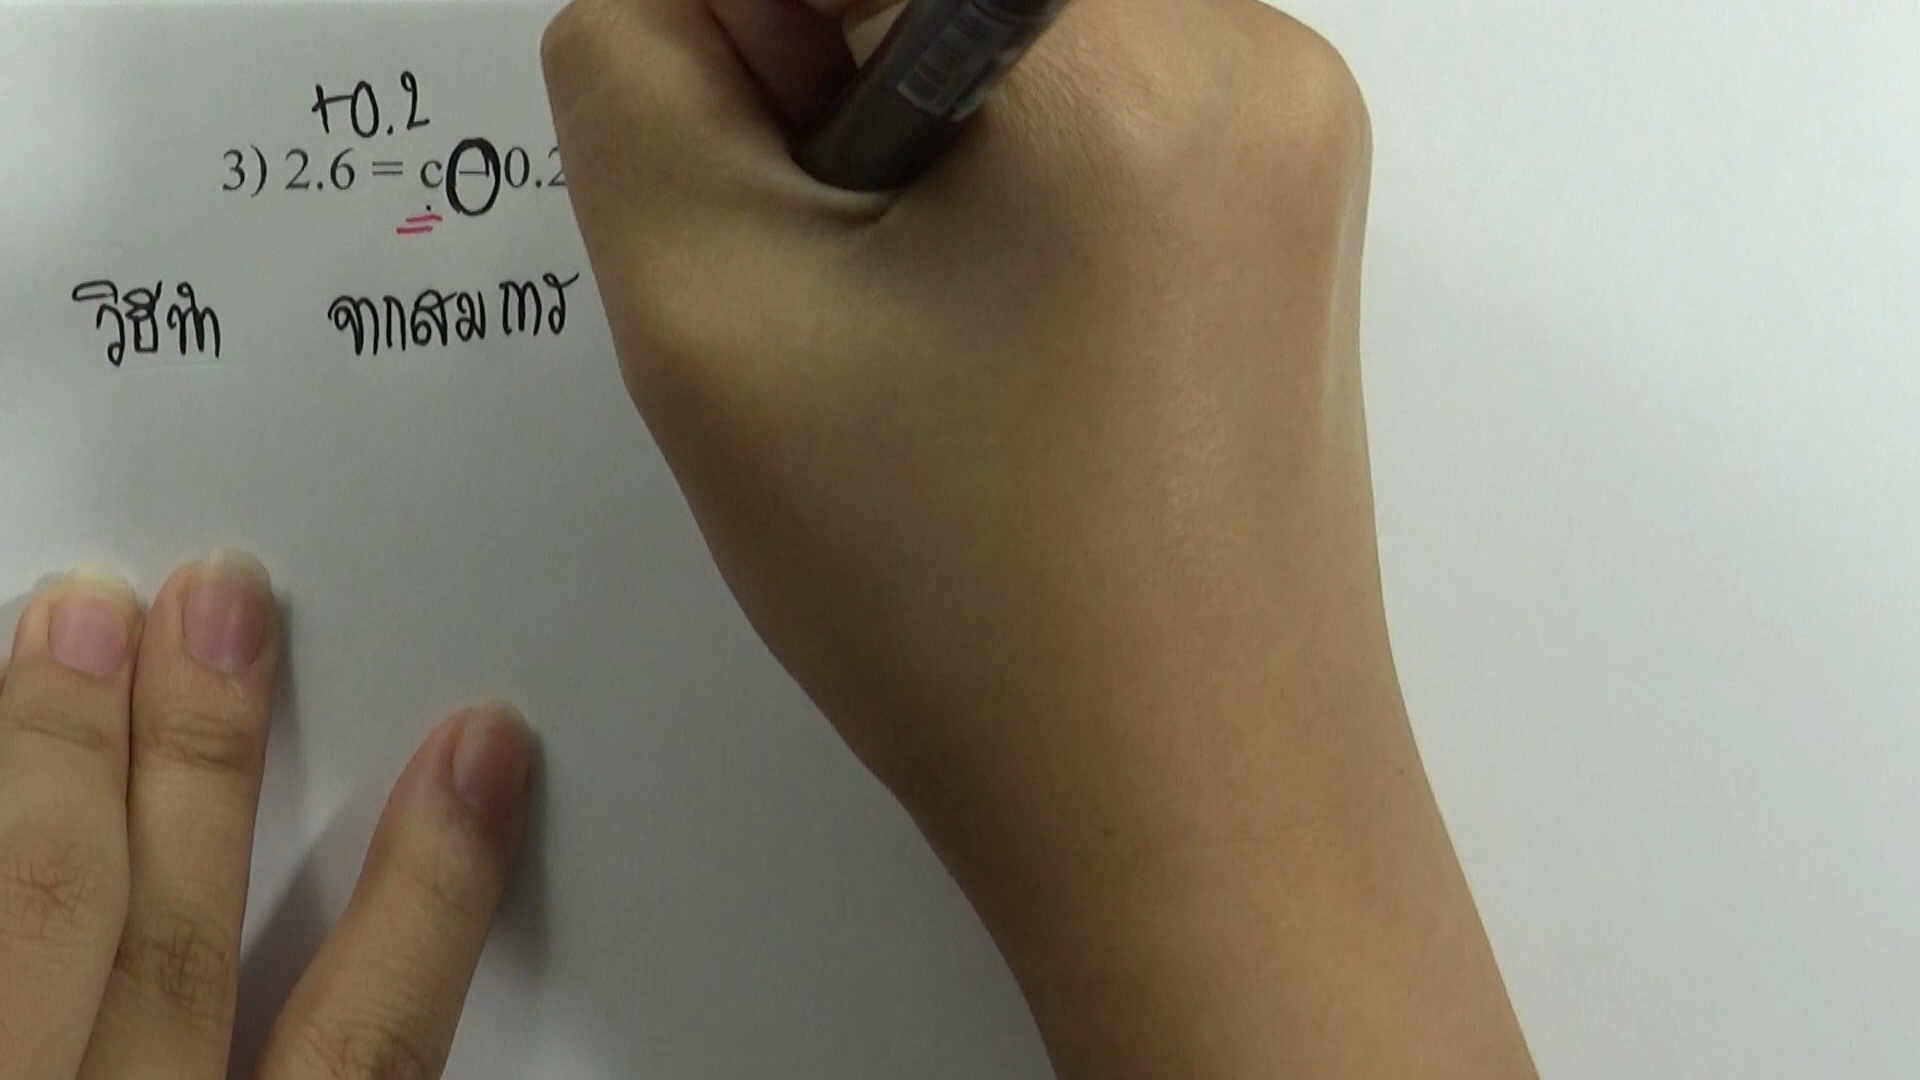 +0.2
3) 2.6 = c − 0.2
วิธีทำ จากสมการ